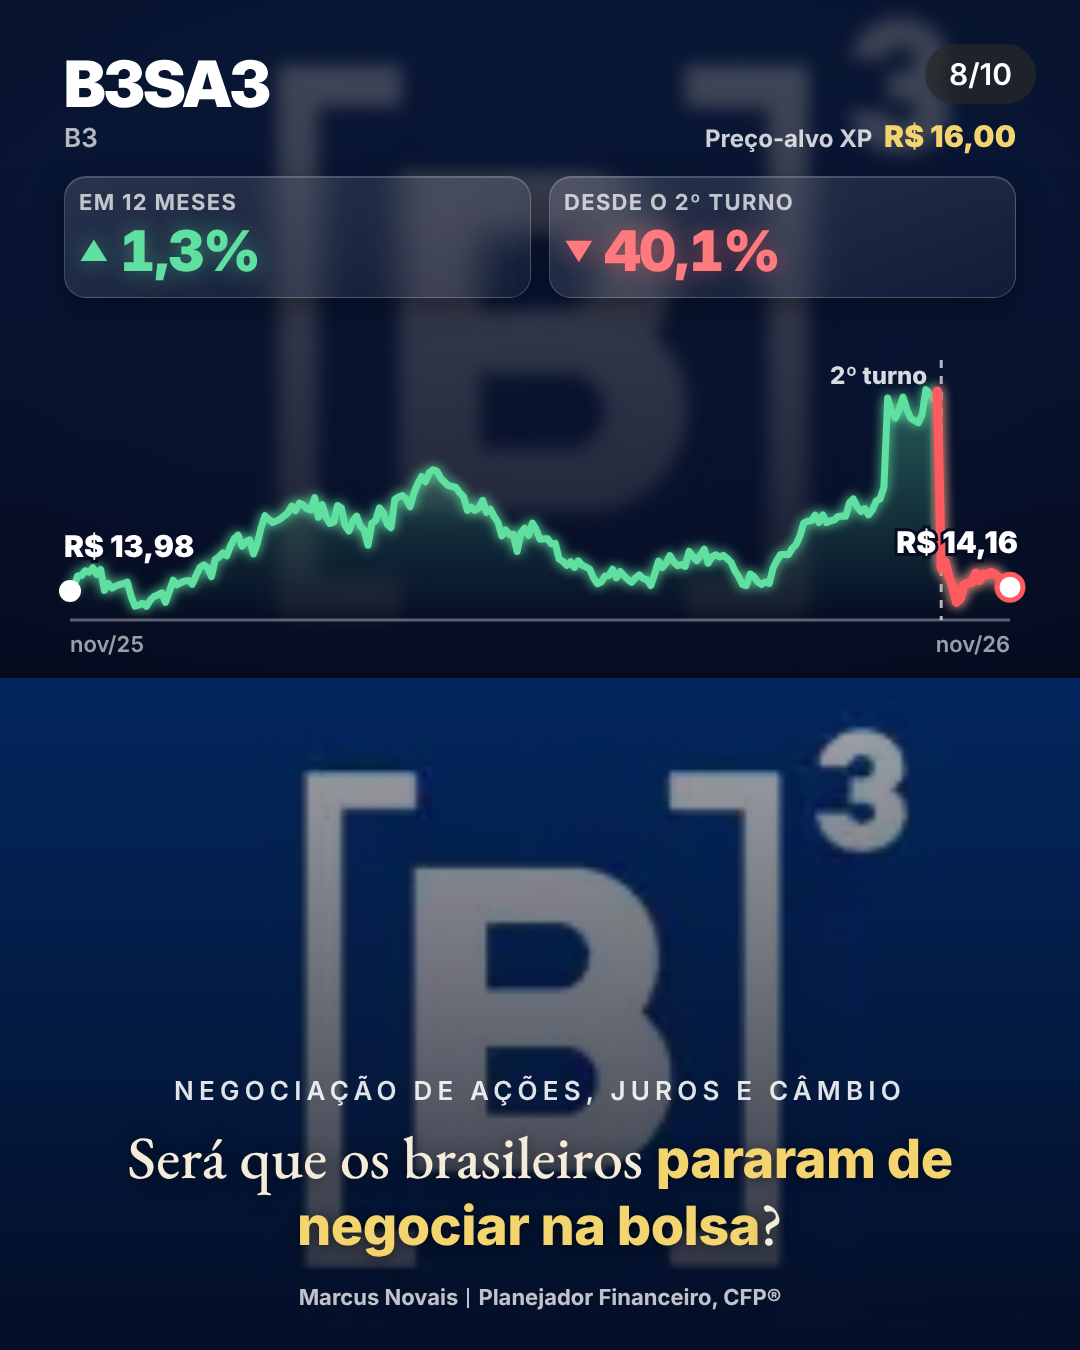 B3SA3
8/10
B3
Preço-alvo XP R$ 16,00
EM 12 MESES
▲ 1,3%
DESDE O 2º TURNO
▼ 40,1%
2º turno
R$ 13,98
R$ 14,16
nov/25
nov/26
[B]³
NEGOCIAÇÃO DE AÇÕES, JUROS E CÂMBIO
Será que os brasileiros pararam de
negociar na bolsa?
Marcus Novais | Planejador Financeiro, CFP®